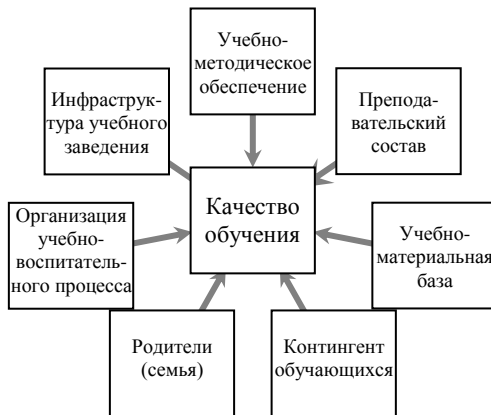 Учебно-
методическое
обеспечение
Инфраструк-
тура учебного
заведения
Препода-
вательский
состав
Качество
обучения
Организация
учебно-
воспитатель-
ного процесса
Учебно-
материальная
база
Родители
(семья)
Контингент
обучающихся